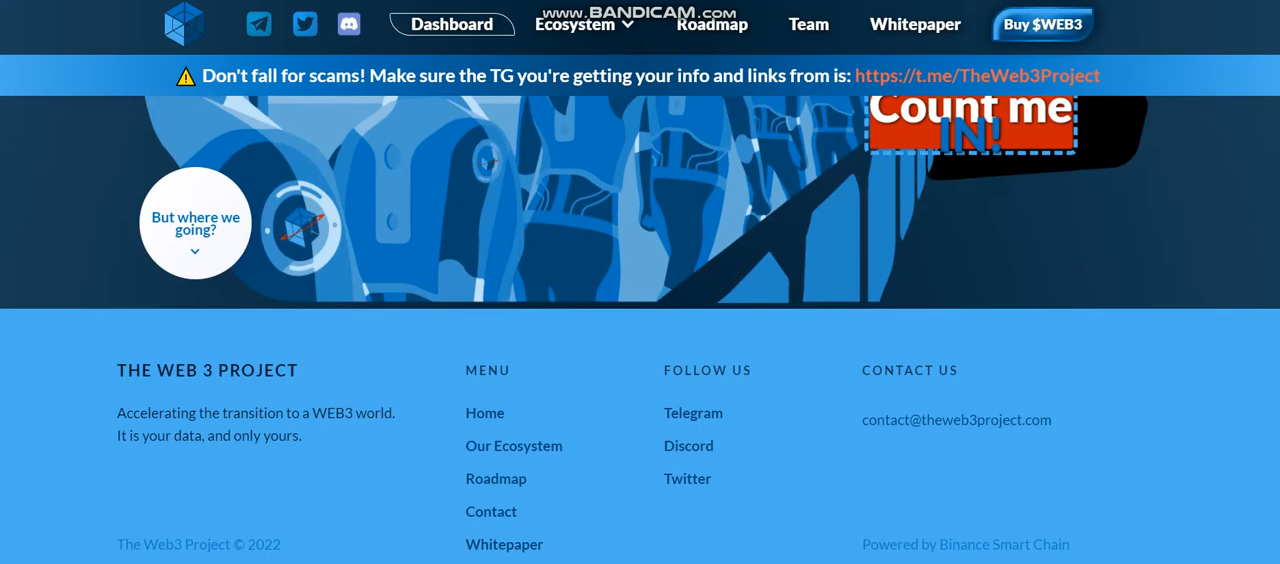 www.BANDICAM.com
Dashboard Ecosystem Roadmap Team Whitepaper Buy $WEB3
Don't fall for scams! Make sure the TG you're getting your info and links from is: https://t.me/TheWeb3Project
Count me
IN!
But where we
going?
THE WEB 3 PROJECT
Accelerating the transition to a WEB3 world.
It is your data, and only yours.
The Web3 Project © 2022
MENU
Home
Our Ecosystem
Roadmap
Contact
Whitepaper
FOLLOW US
Telegram
Discord
Twitter
CONTACT US
contact@theweb3project.com
Powered by Binance Smart Chain